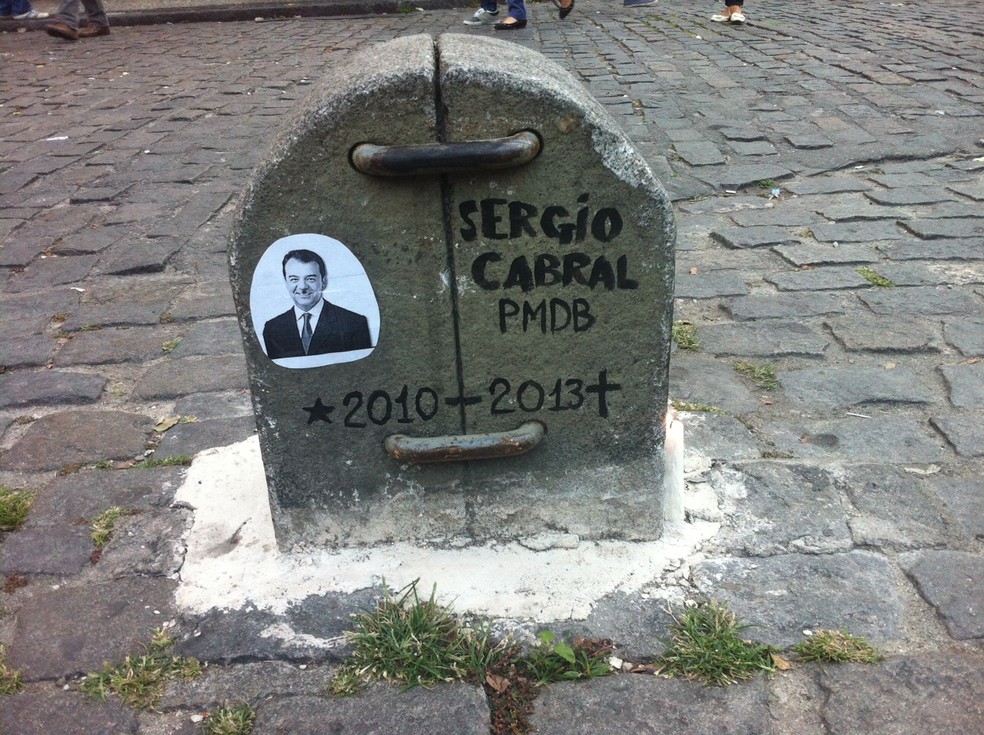 SERGiO
CABRAL
PMDB
★2010-2013✝